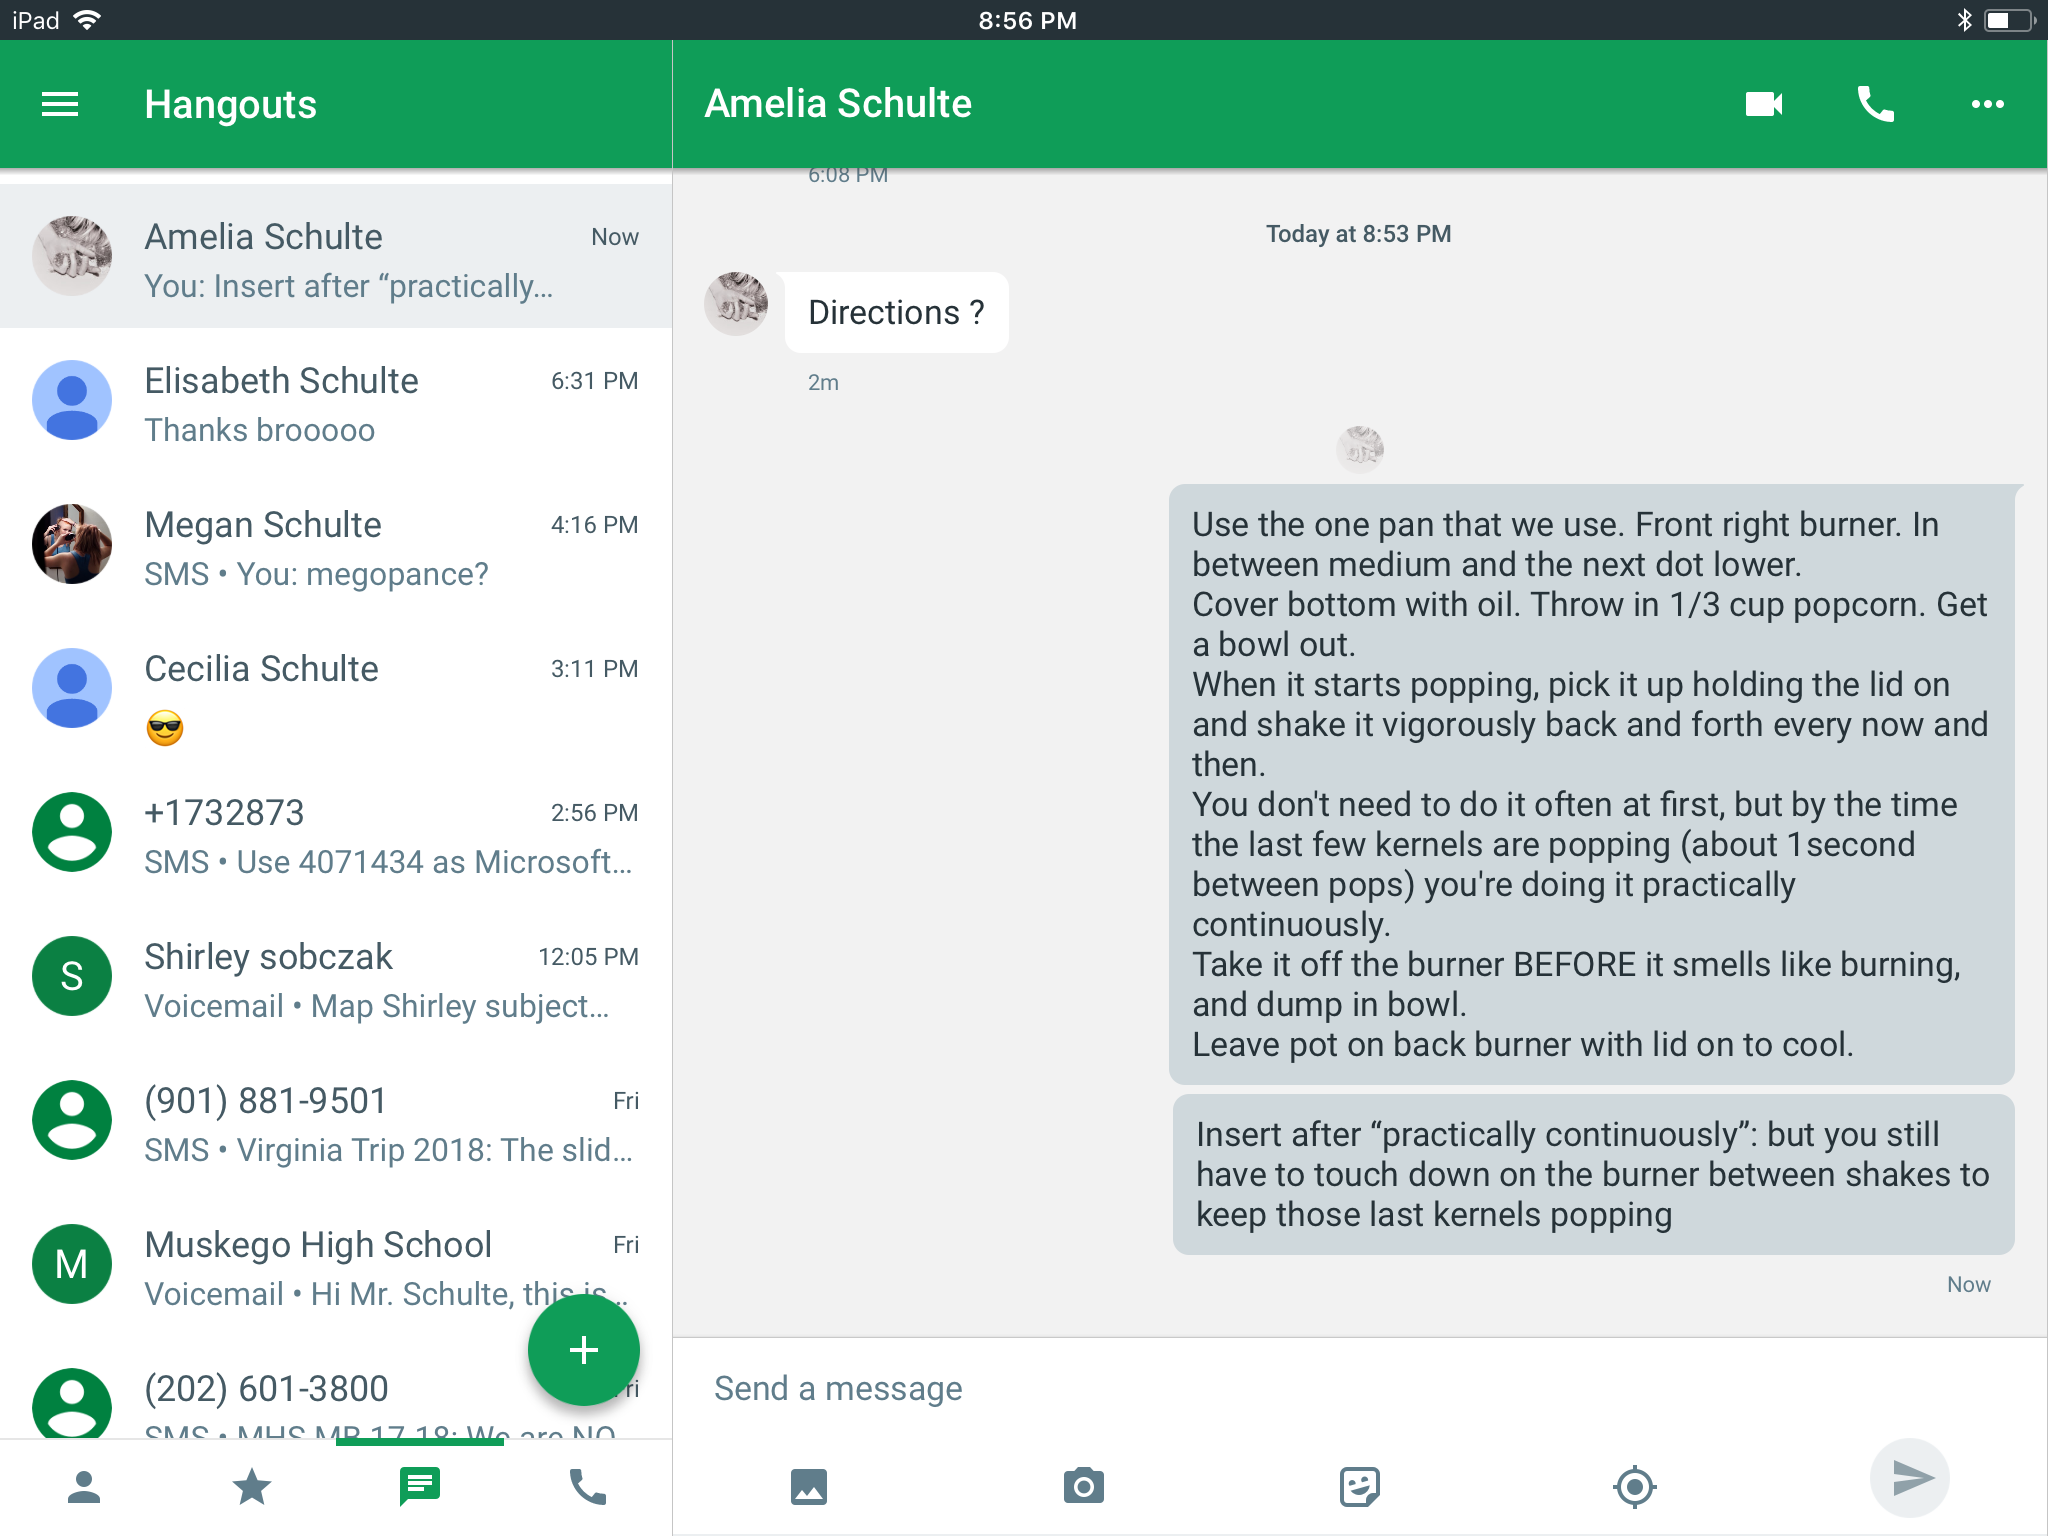 iPad
8:56 PM
Hangouts
Amelia Schulte
Now
You: Insert after “practically...
Elisabeth Schulte
6:31 PM
Thanks brooooo
Megan Schulte
4:16 PM
SMS • You: megopance?
Cecilia Schulte
3:11 PM
+1732873
2:56 PM
SMS • Use 4071434 as Microsoft...
S
Shirley sobczak
12:05 PM
Voicemail • Map Shirley subject...
(901) 881-9501
Fri
SMS • Virginia Trip 2018: The slid...
M
Muskego High School
Fri
Voicemail • Hi Mr. Schulte, this is...
(202) 601-3800
Fri
SMS • MHS MB 17-18: We are NO
Amelia Schulte
6:08 PM
Today at 8:53 PM
Directions ?
2m
Use the one pan that we use. Front right burner. In
between medium and the next dot lower.
Cover bottom with oil. Throw in 1/3 cup popcorn. Get
a bowl out.
When it starts popping, pick it up holding the lid on
and shake it vigorously back and forth every now and
then.
You don't need to do it often at first, but by the time
the last few kernels are popping (about 1second
between pops) you're doing it practically
continuously.
Take it off the burner BEFORE it smells like burning,
and dump in bowl.
Leave pot on back burner with lid on to cool.
Insert after “practically continuously”: but you still
have to touch down on the burner between shakes to
keep those last kernels popping
Now
Send a message